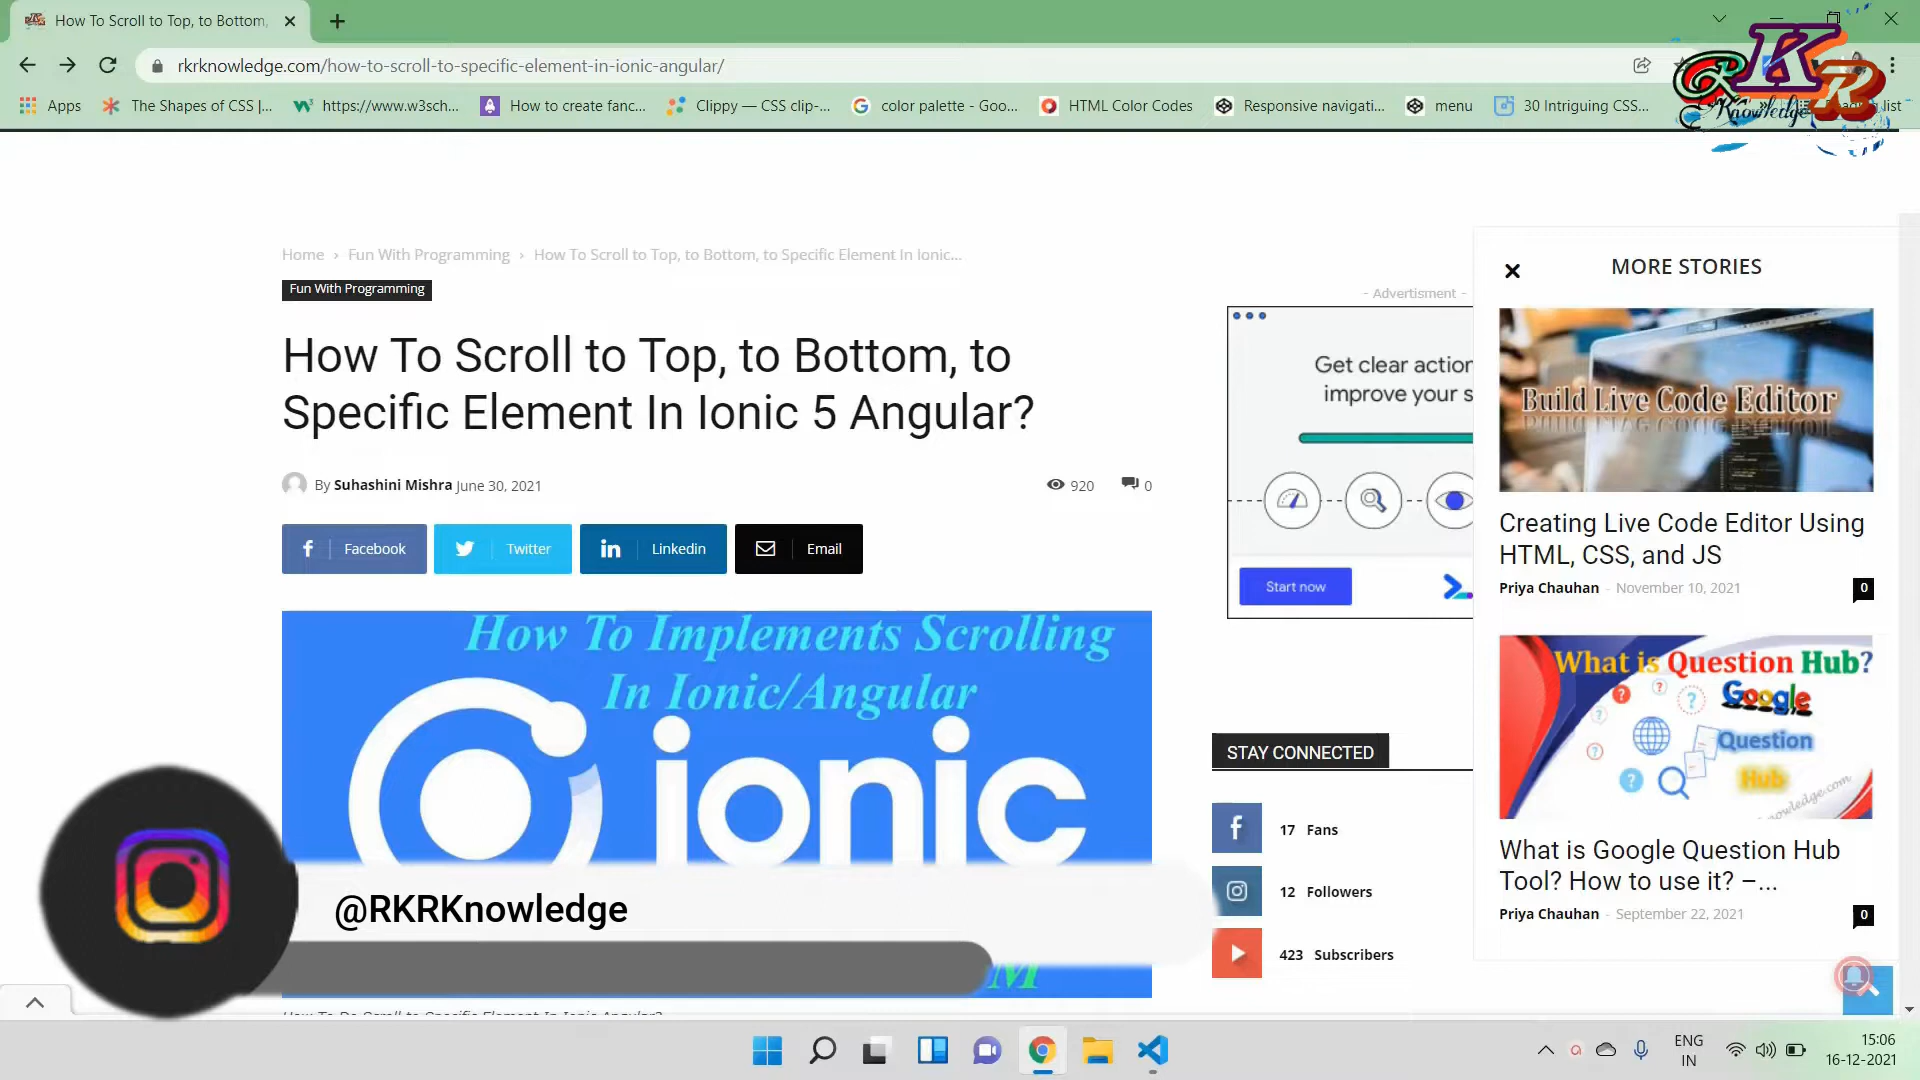 How To Scroll to Top, to Bottom,
rkrknowledge.com/how-to-scroll-to-specific-element-in-ionic-angular/
Apps
The Shapes of CSS |...
https://www.w3sch...
How to create fanc...
Clippy — CSS clip-...
color palette - Goo...
HTML Color Codes
Responsive navigati...
menu
30 Intriguing CSS...
KR
Knowledge
Home › Fun With Programming › How To Scroll to Top, to Bottom, to Specific Element In Ionic...
Fun With Programming
How To Scroll to Top, to Bottom, to
Specific Element In Ionic 5 Angular?
By Suhashini Mishra June 30, 2021
920
0
Facebook
Twitter
Linkedin
Email
How To Implements Scrolling
In Ionic/Angular
ionic
@RKRKnowledge
- Advertisment -
Get clear action
improve your s
Start now
STAY CONNECTED
17 Fans
12 Followers
423 Subscribers
MORE STORIES
Build Live Code Editor
Creating Live Code Editor Using
HTML, CSS, and JS
Priya Chauhan - November 10, 2021
0
What is Question Hub?
Google
Question
Hub
nowledge.com
What is Google Question Hub
Tool? How to use it? –...
Priya Chauhan - September 22, 2021
0
ENG
IN
15:06
16-12-2021